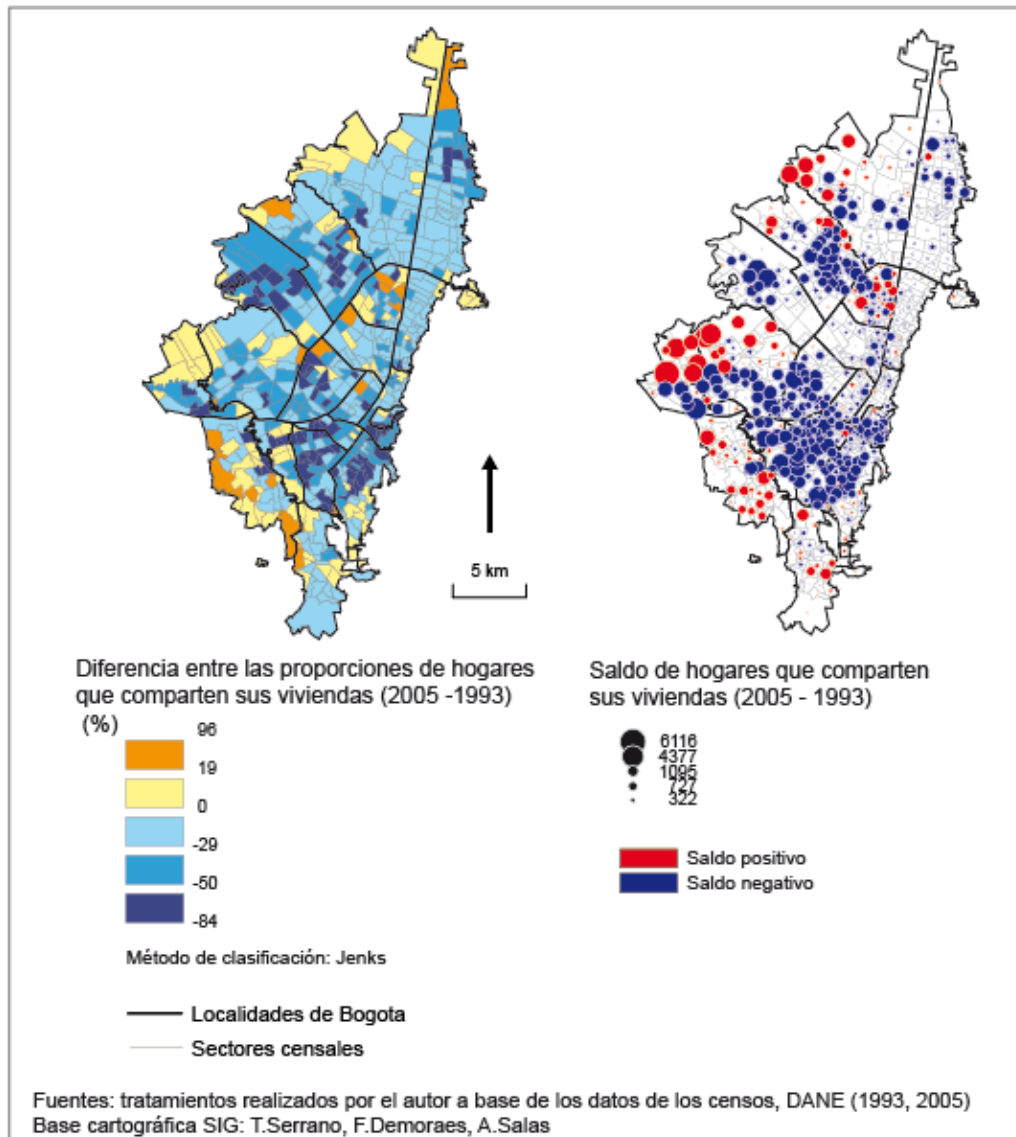 5 km
Diferencia entre las proporciones de hogares
que comparten sus viviendas (2005 -1993)
(%)
96
19
0
-29
-50
-84
Método de clasificación: Jenks
Localidades de Bogota
Sectores censales
Saldo de hogares que comparten
sus viviendas (2005 - 1993)
6116
4377
1095
727
322
Saldo positivo
Saldo negativo
Fuentes: tratamientos realizados por el autor a base de los datos de los censos, DANE (1993, 2005)
Base cartográfica SIG: T.Serrano, F.Demoraes, A.Salas